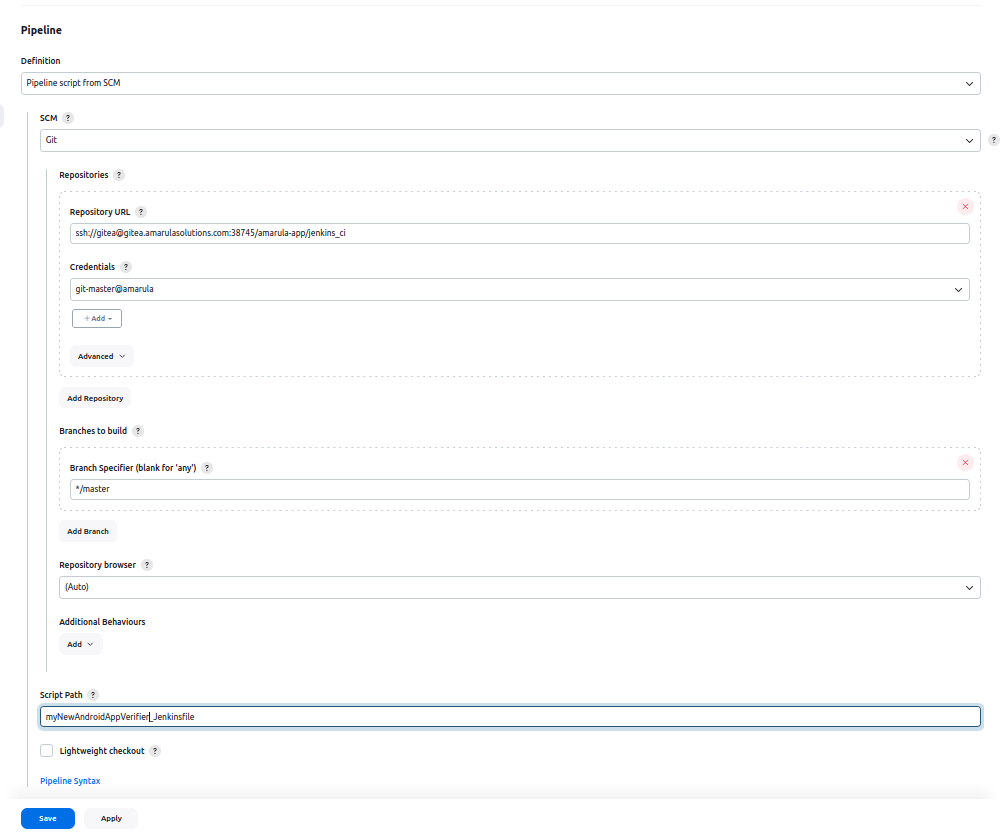 Pipeline
Definition
Pipeline script from SCM
SCM ?
Git
?
Repositories ?
Repository URL ?
ssh://gitea@gitea.amarulasolutions.com:38745/amarula-app/jenkins_ci
Credentials ?
git-master@amarula
+ Add
Advanced
Add Repository
Branches to build ?
Branch Specifier (blank for 'any') ?
*/master
Add Branch
Repository browser ?
(Auto)
Additional Behaviours
Add
Script Path ?
myNewAndroidAppVerifier_Jenkinsfile
Lightweight checkout ?
Pipeline Syntax
Save Apply